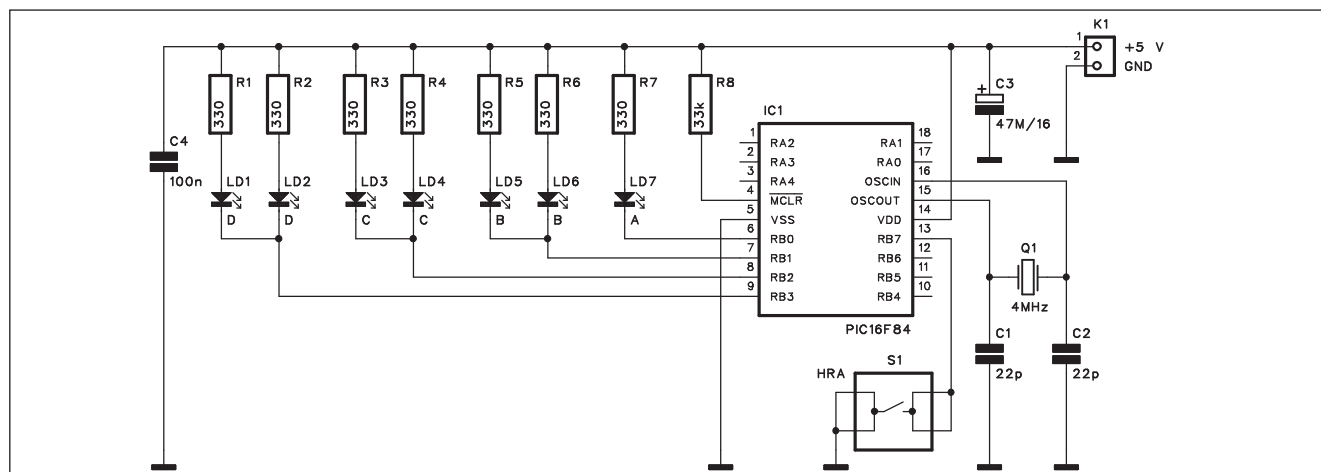 K1
1 +5 V
2 GND
R1 330
R2 330
R3 330
R4 330
R5 330
R6 330
R7 330
R8 33k
C3
+
47M/16
C4
100n
LD1 D
LD2 D
LD3 C
LD4 C
LD5 B
LD6 B
LD7 A
IC1
1 RA2
2 RA3
3 RA4
4 MCLR
5 VSS
6 RB0
7 RB1
8 RB2
9 RB3
18 RA1
17 RA0
16 OSCIN
15 OSCOUT
14 VDD
13 RB7
12 RB6
11 RB5
10 RB4
PIC16F84
Q1
4MHz
C1
22p
C2
22p
S1
HRA